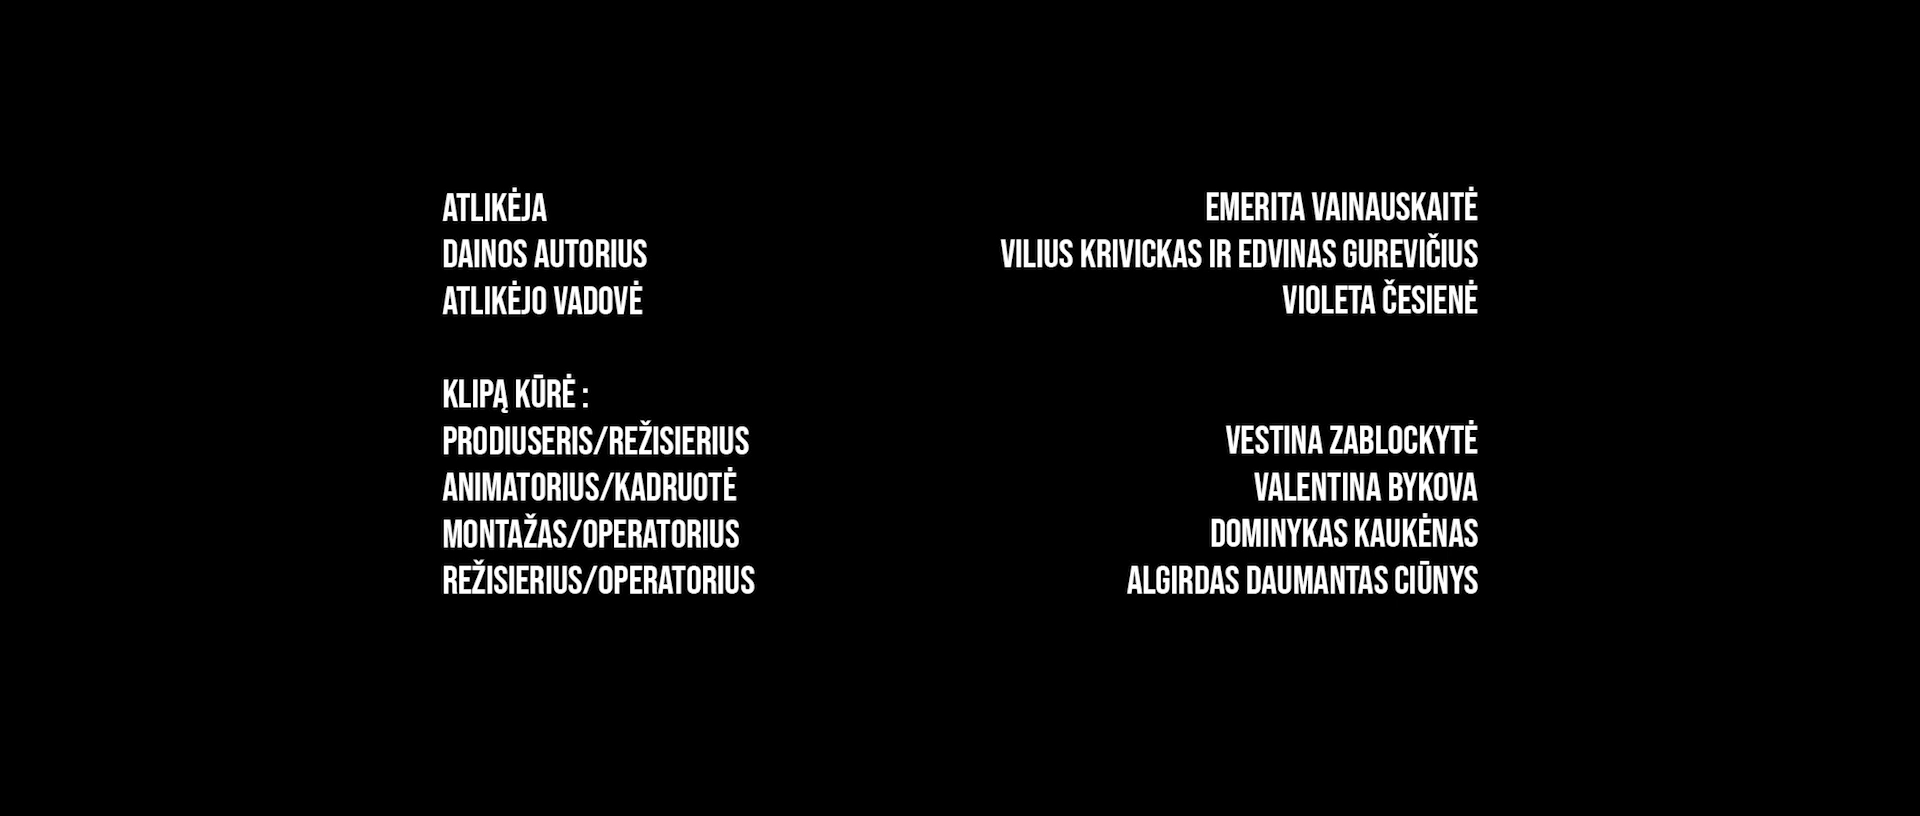 ATLIKĖJA EMERITA VAINAUSKAITĖ
DAINOS AUTORIUS VILIUS KRIVICKAS IR EDVINAS GUREVIČIUS
ATLIKĖJO VADOVĖ VIOLETA ČESIENĖ
KLIPĄ KŪRĖ :
PRODIUSERIS/REŽISIERIUS VESTINA ZABLOCKYTĖ
ANIMATORIUS/KADRUOTĖ VALENTINA BYKOVA
MONTAŽAS/OPERATORIUS DOMINYKAS KAUKĖNAS
REŽISIERIUS/OPERATORIUS ALGIRDAS DAUMANTAS CIŪNYS